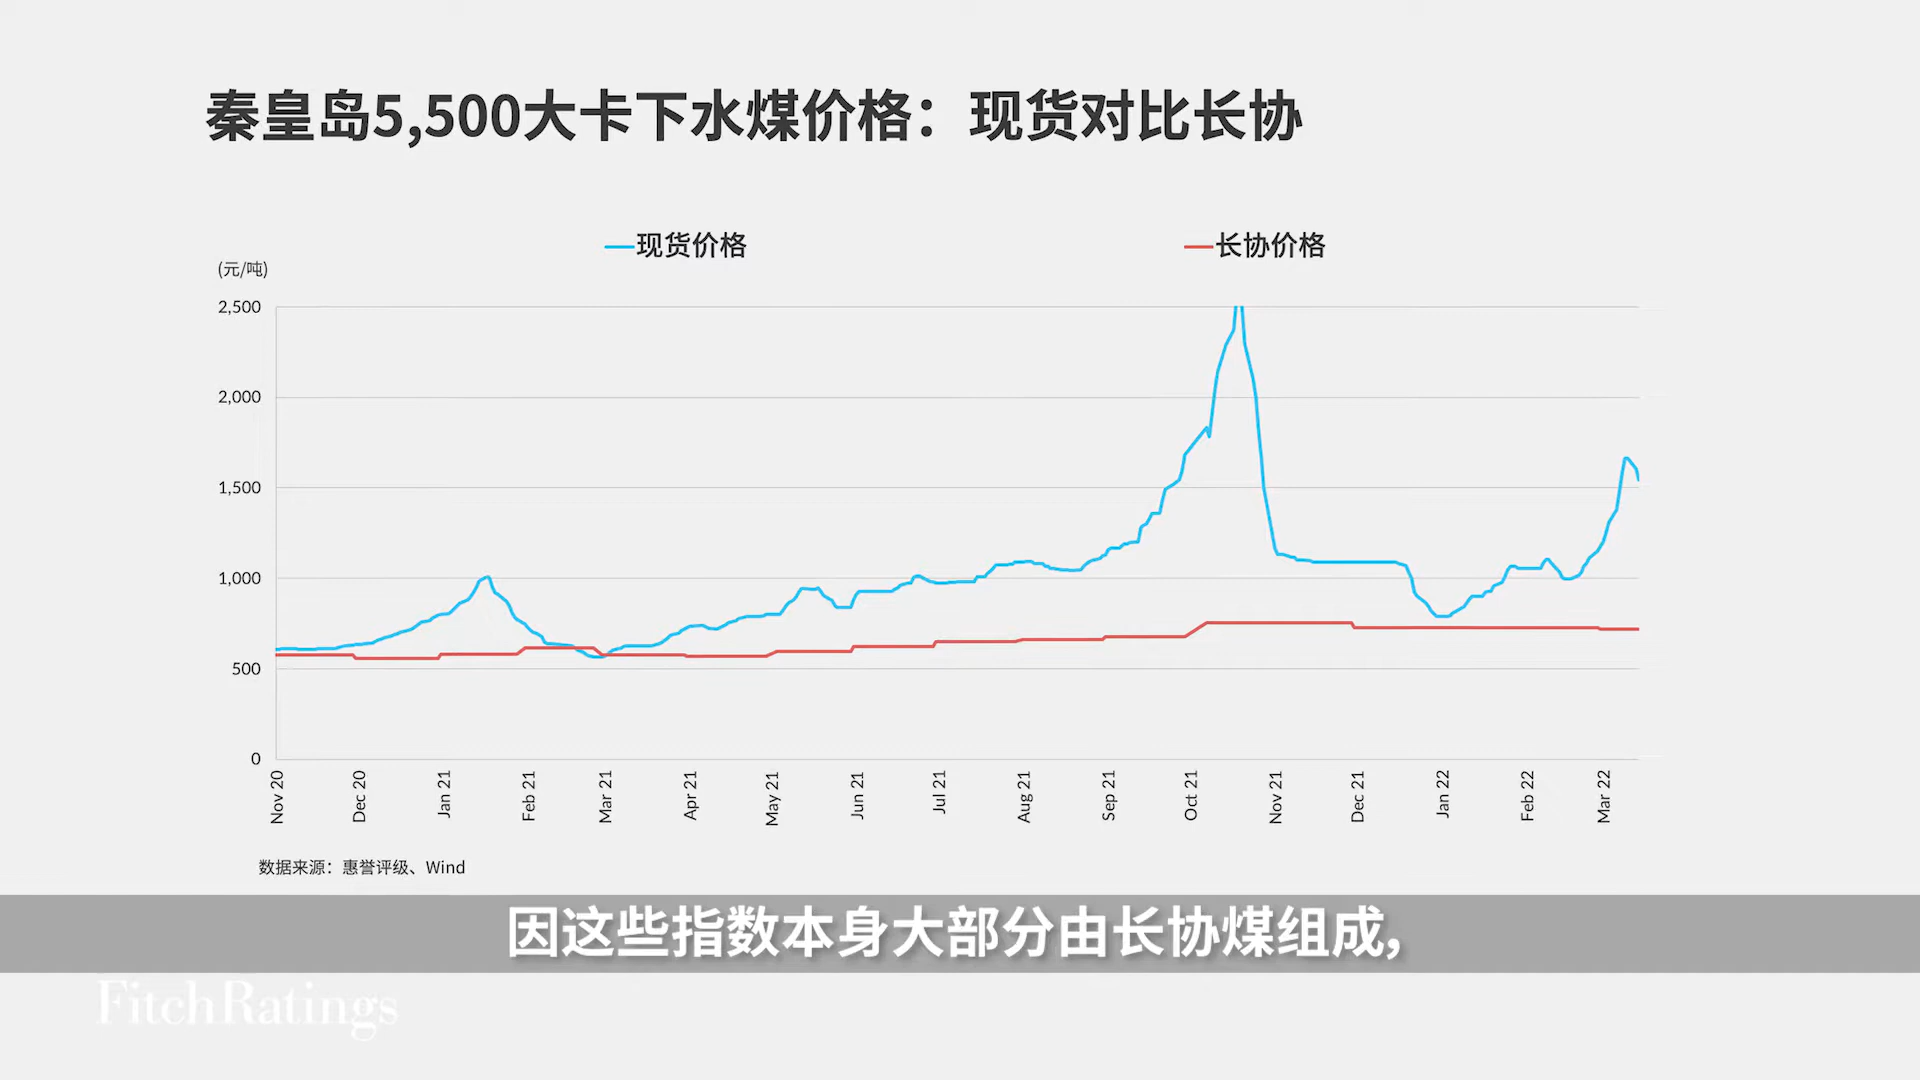 秦皇岛5,500大卡下水煤价格：现货对比长协
现货价格
长协价格
(元/吨)
2,500
2,000
1,500
1,000
500
0
Nov 20
Dec 20
Jan 21
Feb 21
Mar 21
Apr 21
May 21
Jun 21
Jul 21
Aug 21
Sep 21
Oct 21
Nov 21
Dec 21
Jan 22
Feb 22
Mar 22
数据来源：惠誉评级、Wind
因这些指数本身大部分由长协煤组成,
FitchRatings